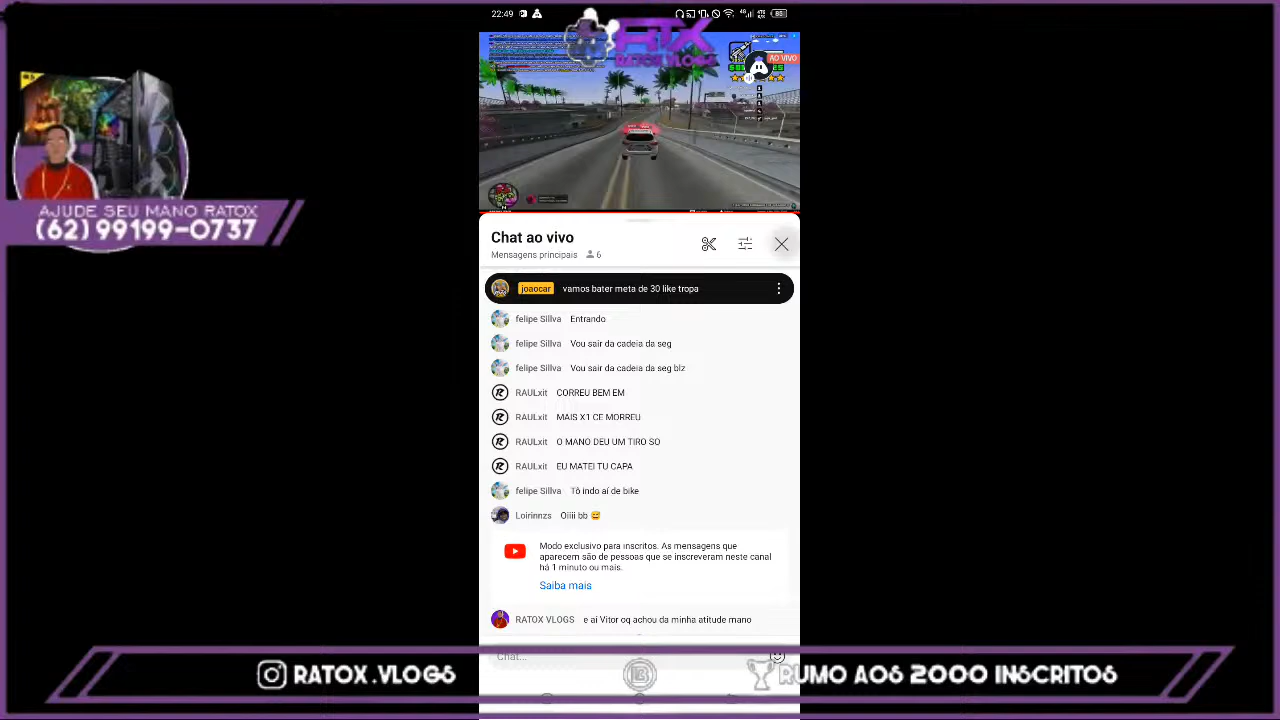 22:49
RTX
RATOX.VLOGS
AO VIVO
AJUDE SEU MANO RATOX
(62) 99199-0737
Chat ao vivo
Mensagens principais 6
joaocar vamos bater meta de 30 like tropa
felipe Sillva Entrando
felipe Sillva Vou sair da cadeia da seg
felipe Sillva Vou sair da cadeia da seg blz
RAULxit CORREU BEM EM
RAULxit MAIS X1 CE MORREU
RAULxit O MANO DEU UM TIRO SO
RAULxit EU MATEI TU CAPA
felipe Sillva Tô indo aí de bike
Loirinnzs Oiiii bb 😅
Modo exclusivo para inscritos. As mensagens que
aparecem são de pessoas que se inscreveram neste canal
há 1 minuto ou mais.
Saiba mais
RATOX VLOGS e aí Vitor oq achou da minha atitude mano
Chat...
RATOX.VLOGS
RUMO AOS 2000 INSCRITOS